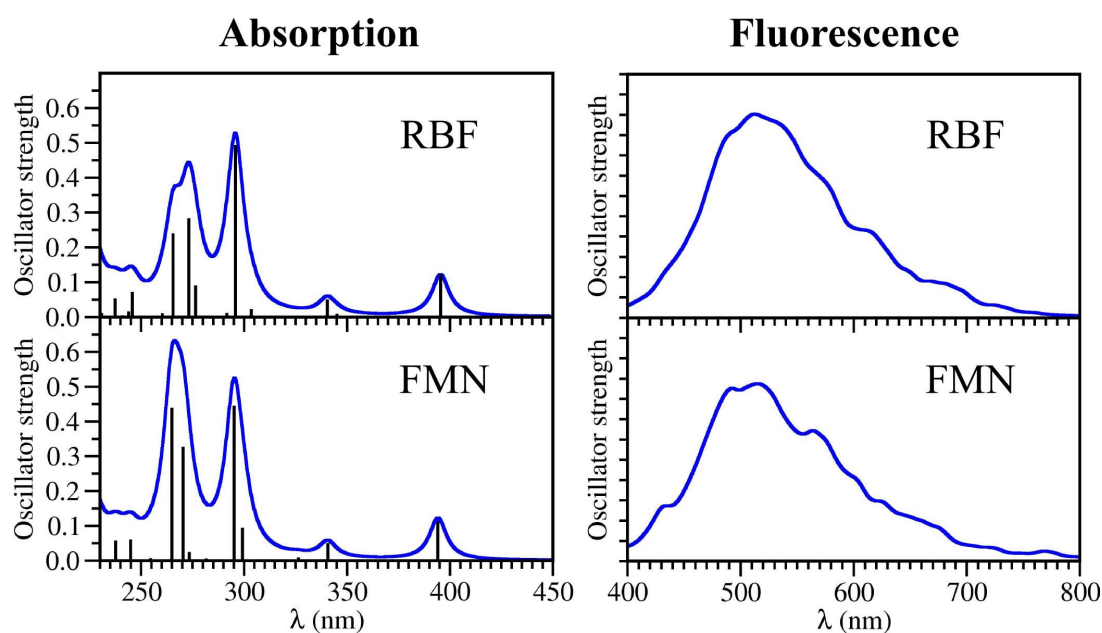 Absorption
Fluorescence
Oscillator strength
0.6
0.5
0.4
0.3
0.2
0.1
0.0
RBF
Oscillator strength
RBF
Oscillator strength
0.6
0.5
0.4
0.3
0.2
0.1
0.0
FMN
250 300 350 400 450
λ (nm)
Oscillator strength
FMN
400 500 600 700 800
λ (nm)